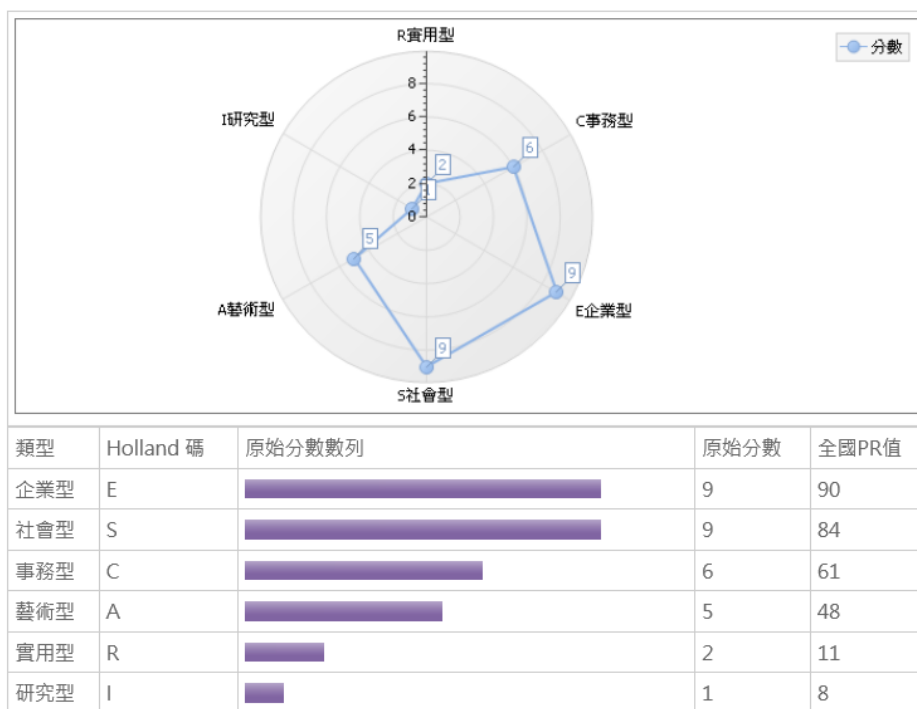 R實用型
分數
8
I研究型
C事務型
6
6
4
2
2
1
0
5
9
A藝術型
E企業型
9
S社會型
類型 Holland 碼 原始分數數列 原始分數 全國PR值
企業型 E 9 90
社會型 S 9 84
事務型 C 6 61
藝術型 A 5 48
實用型 R 2 11
研究型 I 1 8